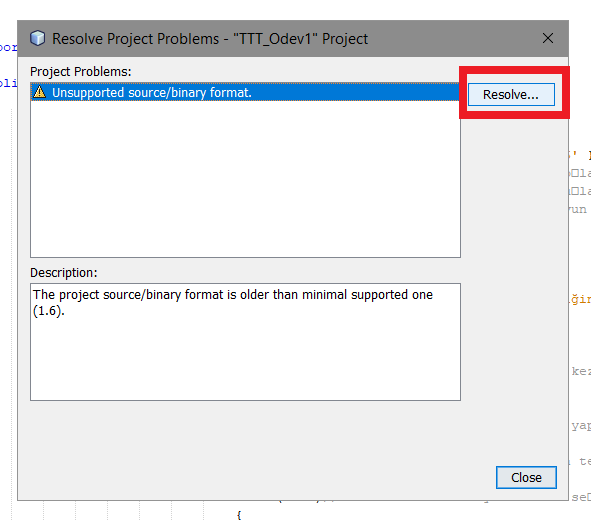 Resolve Project Problems - "TTT_Odev1" Project
Project Problems:
Unsupported source/binary format.
Resolve...
Description:
The project source/binary format is older than minimal supported one
(1.6).
Close
{